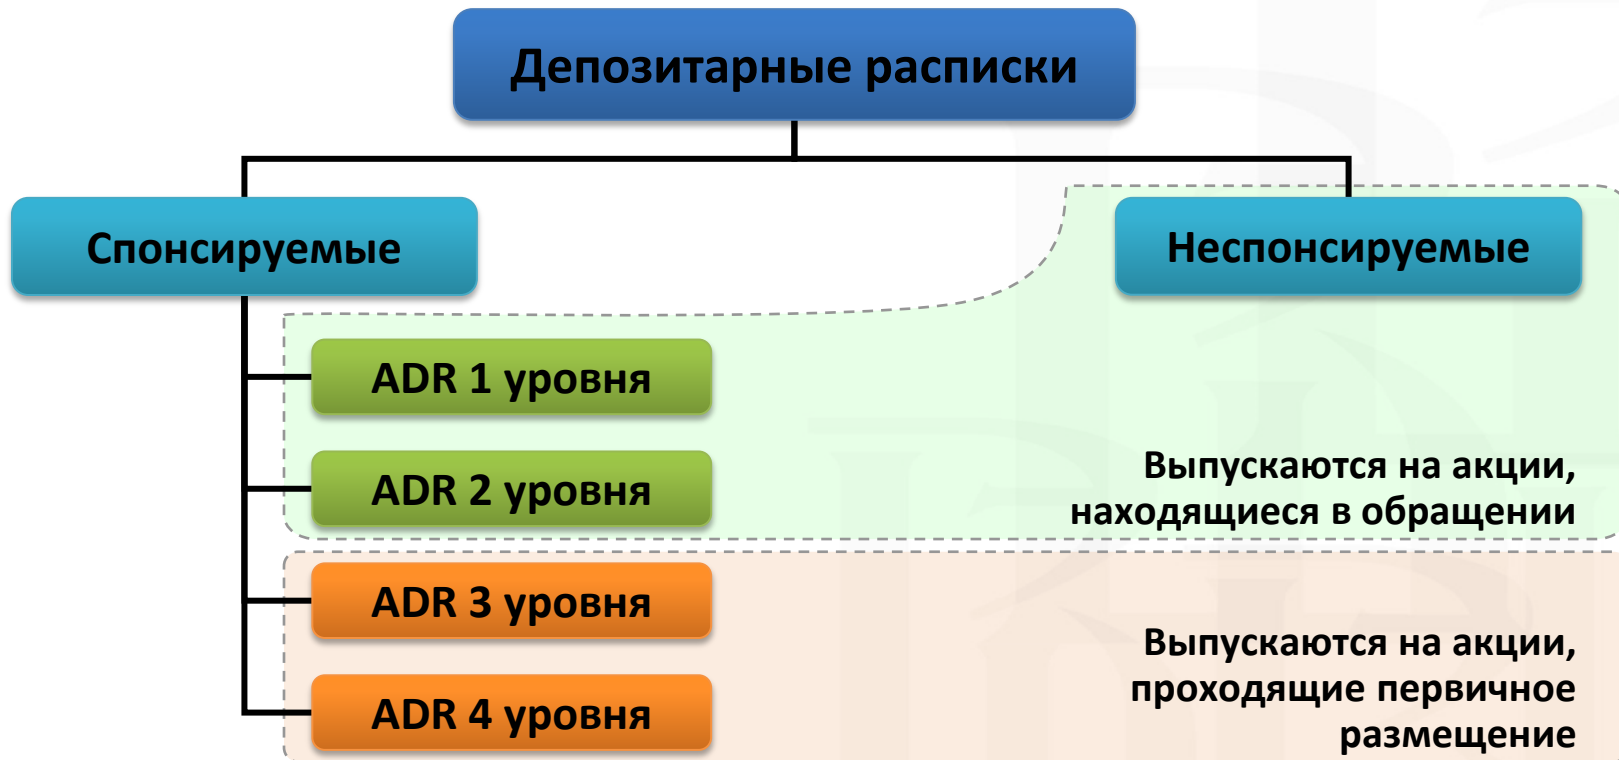 Депозитарные расписки
Спонсируемые
Неспонсируемые
ADR 1 уровня
ADR 2 уровня
Выпускаются на акции,
находящиеся в обращении
ADR 3 уровня
ADR 4 уровня
Выпускаются на акции,
проходящие первичное
размещение